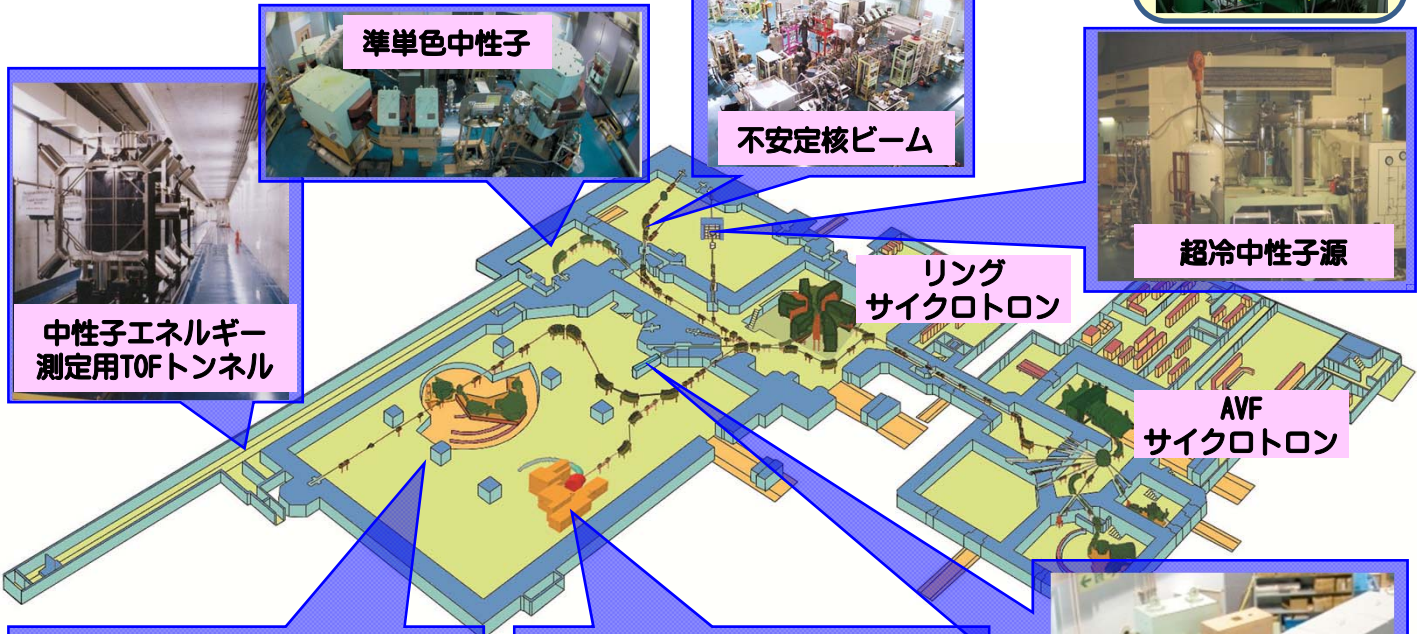 準単色中性子
不安定核ビーム
超冷中性子源
リング
サイクロトロン
中性子エネルギー
測定用TOFトンネル
AVF
サイクロトロン